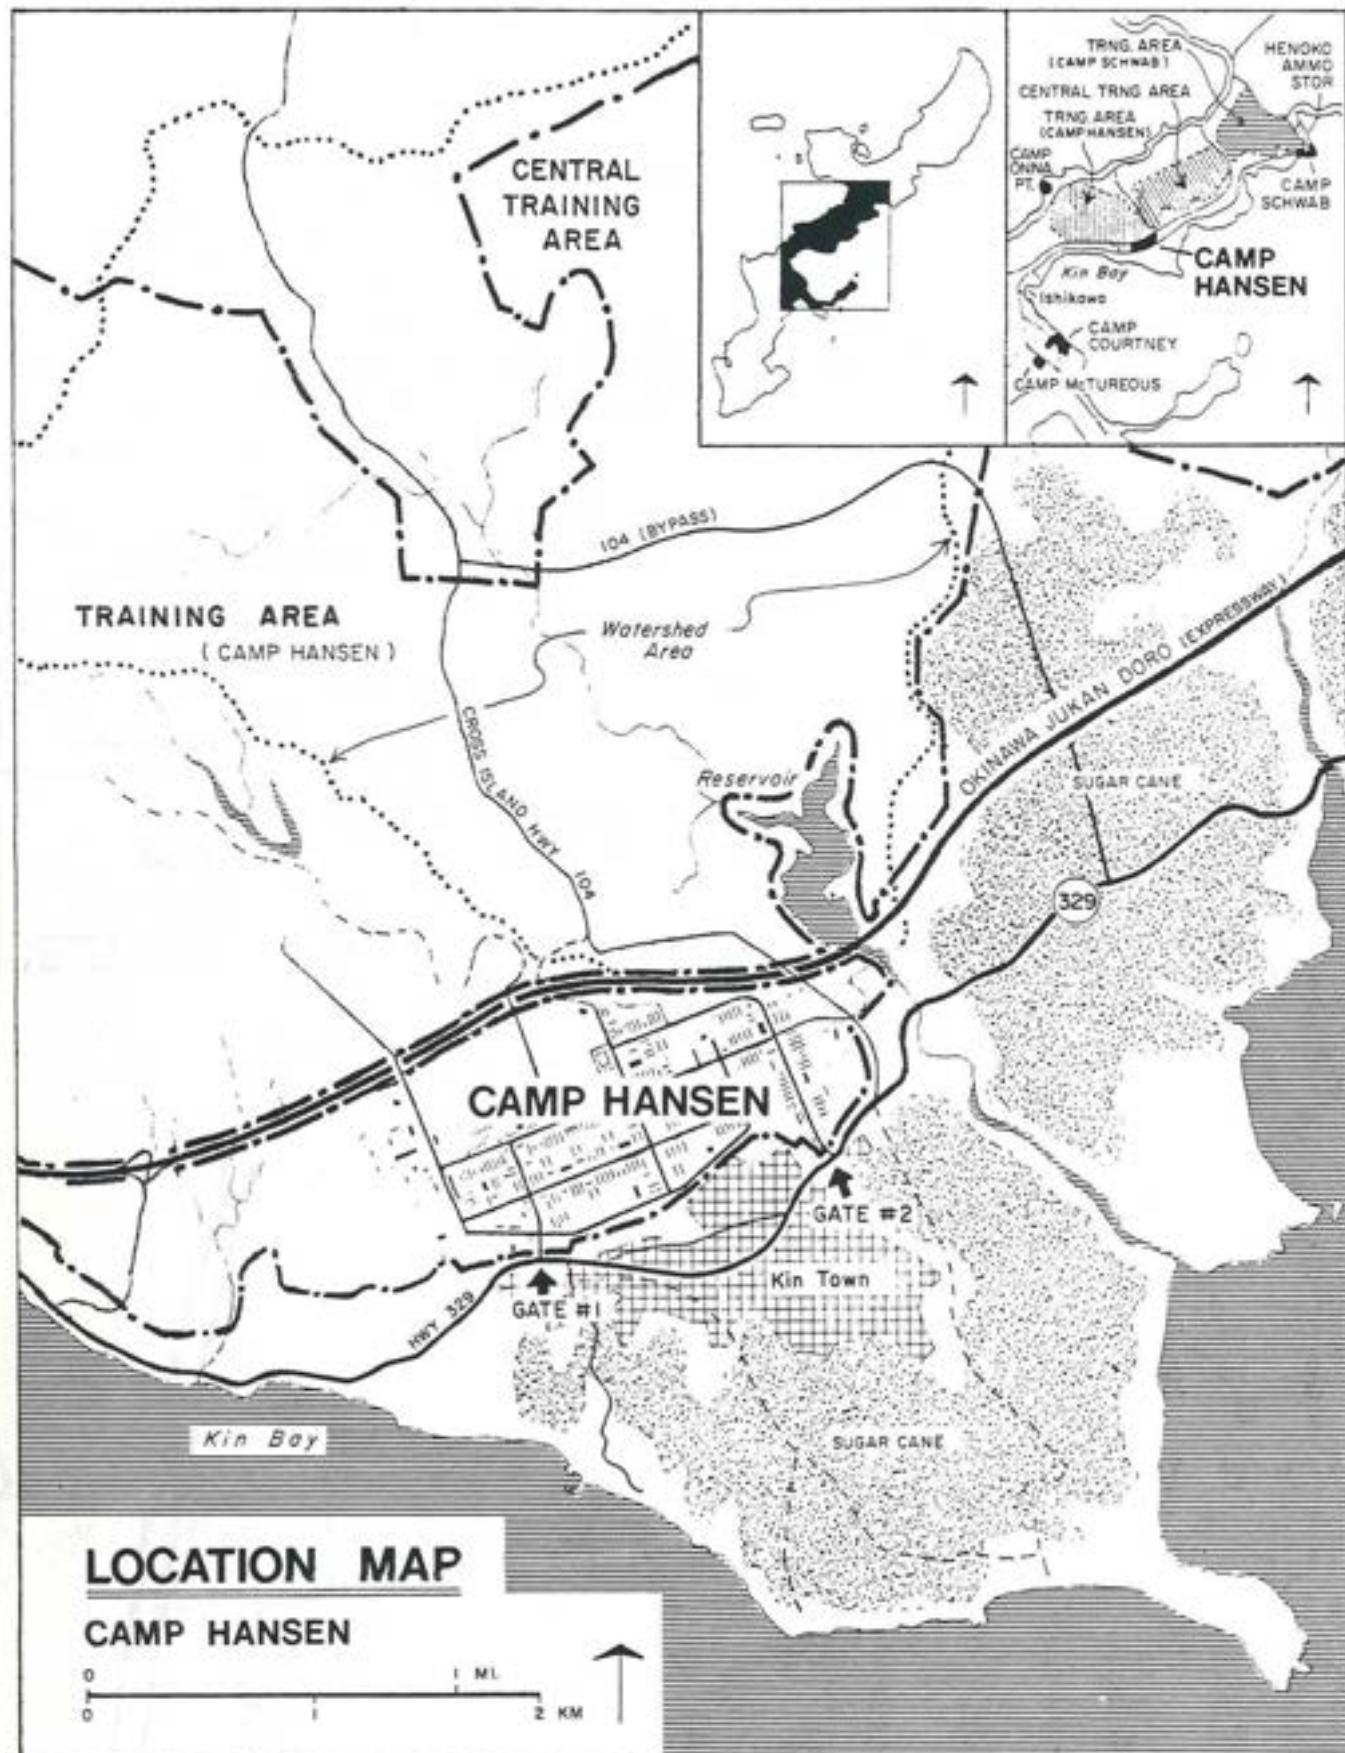 CENTRAL
TRAINING
AREA
TRNG. AREA
(CAMP SCHWAB)
HENOKO
AMMO
STOR
CENTRAL TRNG AREA
TRNG. AREA
(CAMP HANSEN)
CAMP
ONNA
PT.
CAMP
SCHWAB
CAMP
HANSEN
Kin Bay
Ishikawa
CAMP
COURTNEY
CAMP McTUREOUS
104 (BYPASS)
TRAINING AREA
(CAMP HANSEN)
Watershed
Area
OKINAWA JUKAN DORO (EXPRESSWAY)
CROSS ISLAND HWY 104
Reservoir
SUGAR CANE
329
CAMP HANSEN
GATE #2
Kin Town
GATE #1
HWY 329
Kin Bay
SUGAR CANE
LOCATION MAP
CAMP HANSEN
0 1 MI.
0 1 2 KM